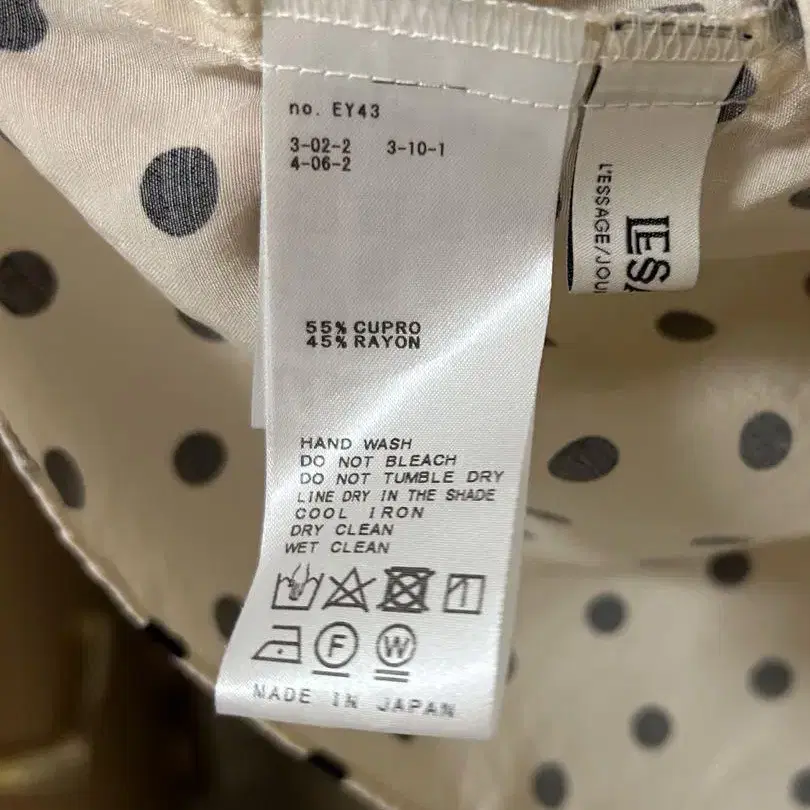 no. EY43
3-02-2 3-10-1
4-06-2
55% CUPRO
45% RAYON
HAND WASH
DO NOT BLEACH
DO NOT TUMBLE DRY
LINE DRY IN THE SHADE
COOL IRON
DRY CLEAN
WET CLEAN
F W
MADE IN JAPAN
LESA
L'ESSAGE/JOU